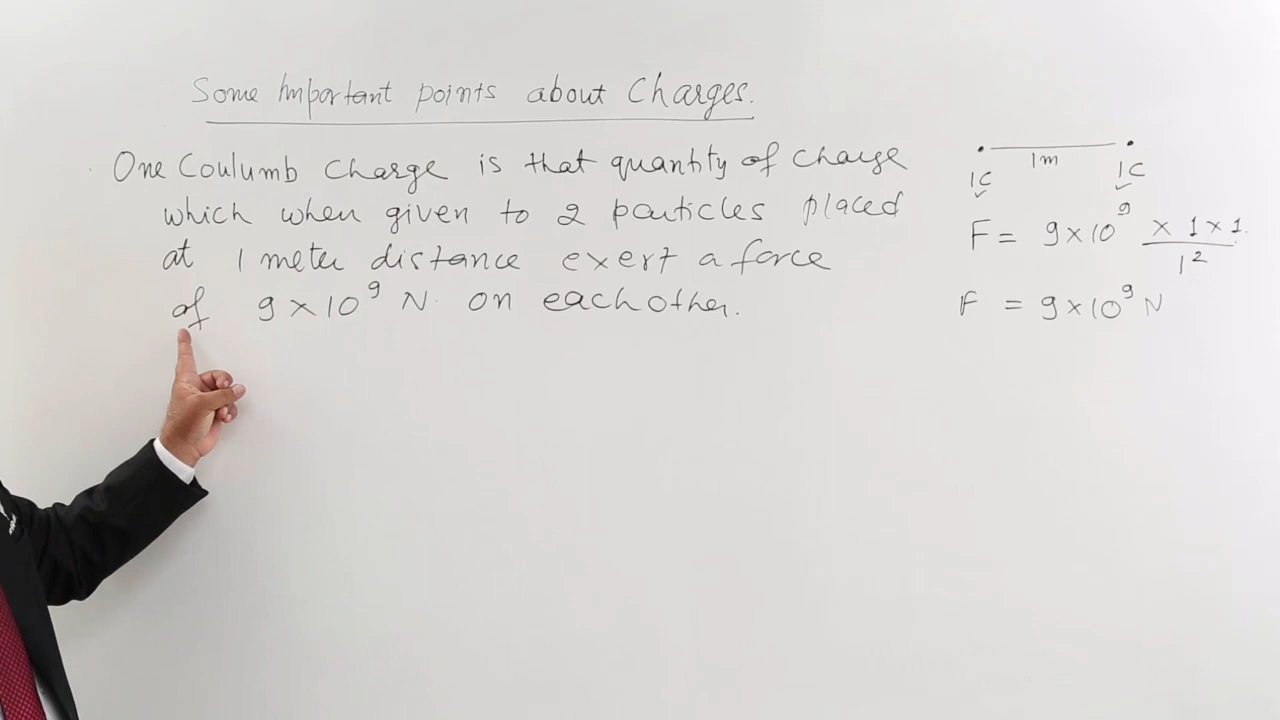 Some Important points about Charges.
One Coulumb Charge is that quantity of charge
which when given to 2 particles placed
at 1 meter distance exert a force
of 9 × 10⁹ N. on each other.
1m
1C 1C
F = 9 × 10⁹ × 1 × 1 / 1²
F = 9 × 10⁹ N